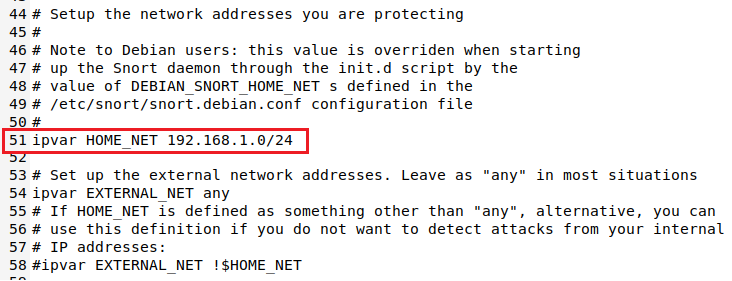 44 # Setup the network addresses you are protecting
45 #
46 # Note to Debian users: this value is overriden when starting
47 # up the Snort daemon through the init.d script by the
48 # value of DEBIAN_SNORT_HOME_NET s defined in the
49 # /etc/snort/snort.debian.conf configuration file
50 #
51 ipvar HOME_NET 192.168.1.0/24
52
53 # Set up the external network addresses. Leave as "any" in most situations
54 ipvar EXTERNAL_NET any
55 # If HOME_NET is defined as something other than "any", alternative, you can
56 # use this definition if you do not want to detect attacks from your internal
57 # IP addresses:
58 #ipvar EXTERNAL_NET !$HOME_NET